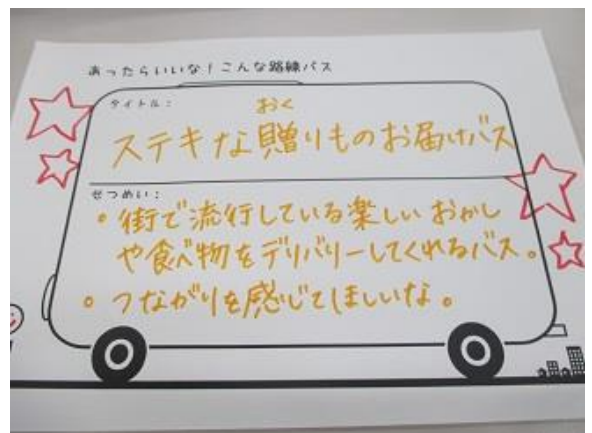 あったらいいな！こんな路線バス
タイトル：
おく
ステキな贈りものお届けバス
せつめい：
・街で流行している楽しいおかし
や食べ物をデリバリーしてくれるバス。
・つながりを感じてほしいな。